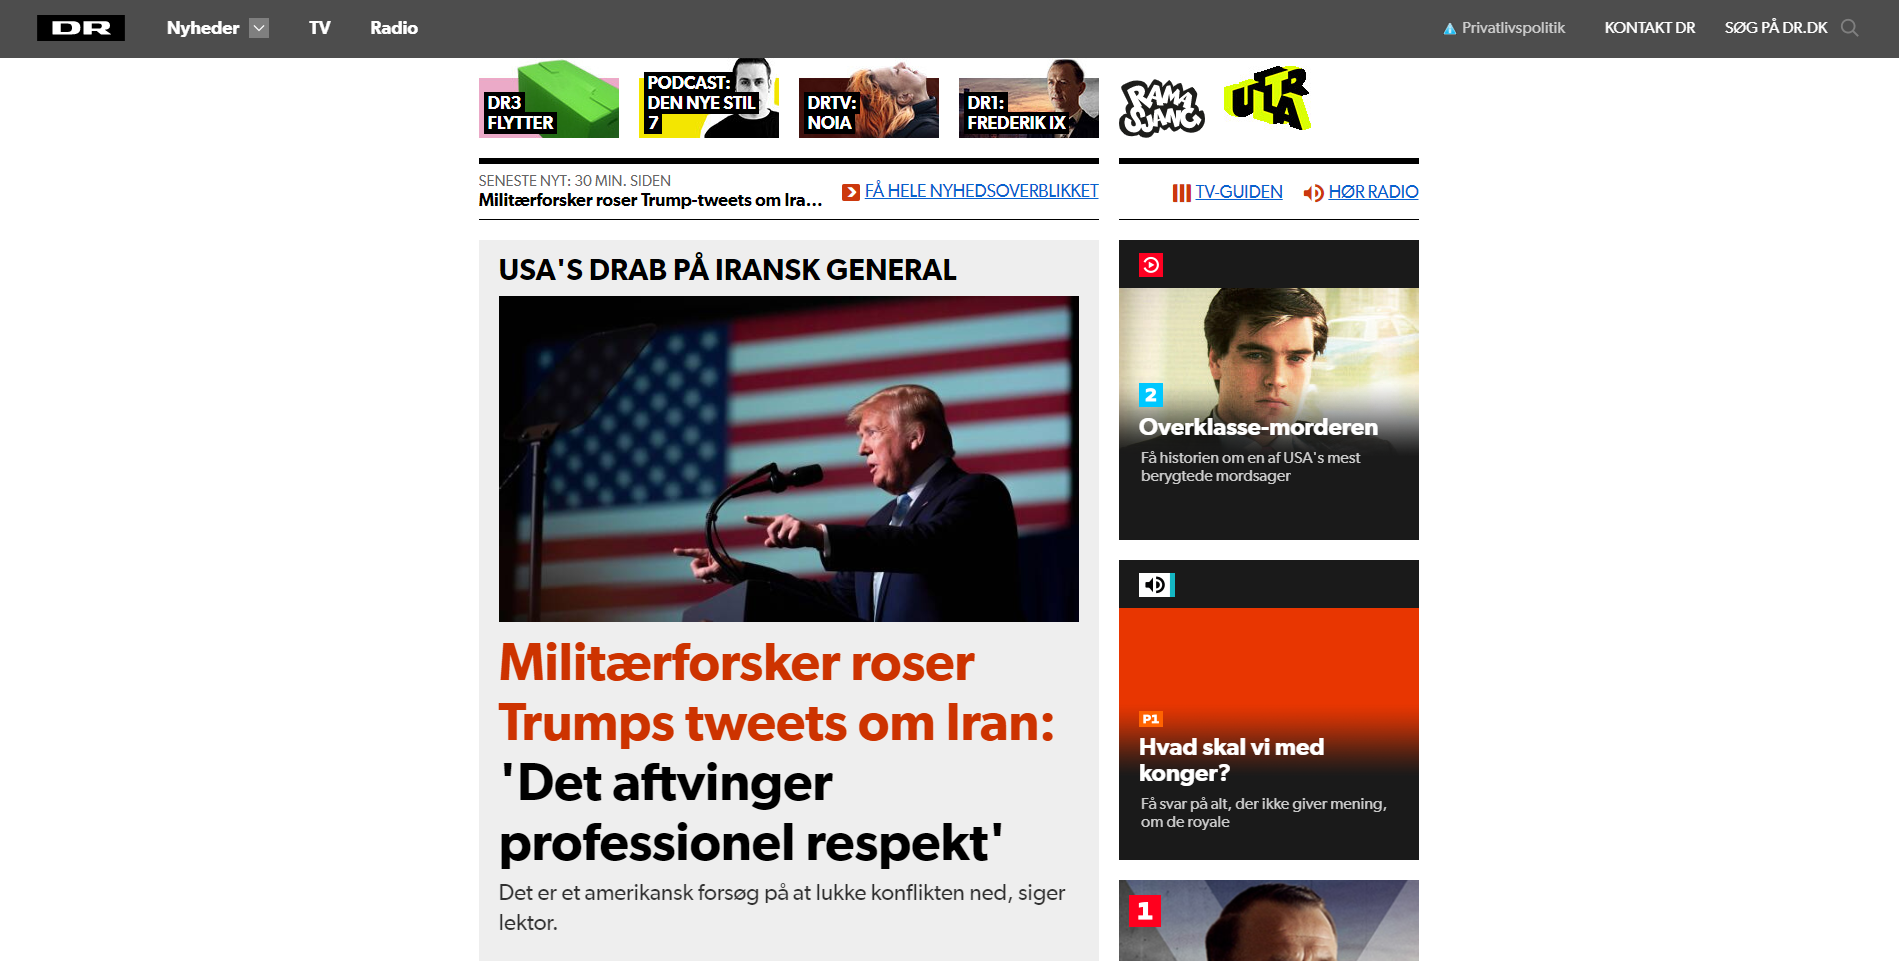 DR
Nyheder
TV
Radio
Privatlivspolitik
KONTAKT DR
SØG PÅ DR.DK
DR3
FLYTTER
PODCAST:
DEN NYE STIL
7
DRTV:
NOIA
DR1:
FREDERIK IX
RAMA
SJANG
ULTRA
SENESTE NYT: 30 MIN. SIDEN
Militærforsker roser Trump-tweets om Ira...
FÅ HELE NYHEDSOVERBLIKKET
TV-GUIDEN
HØR RADIO
USA'S DRAB PÅ IRANSK GENERAL
Militærforsker roser
Trumps tweets om Iran:
'Det aftvinger
professionel respekt'
Det er et amerikansk forsøg på at lukke konflikten ned, siger
lektor.
2
Overklasse-morderen
Få historien om en af USA's mest
berygtede mordsager
P1
Hvad skal vi med
konger?
Få svar på alt, der ikke giver mening,
om de royale
1